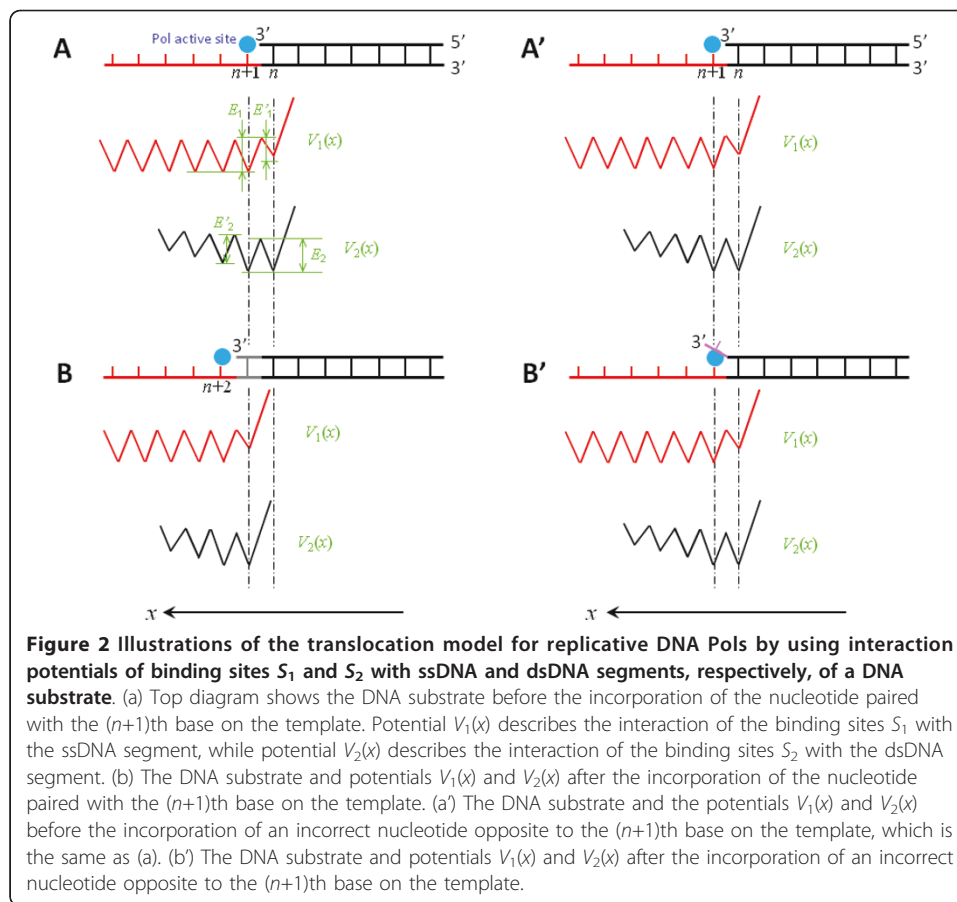 A
Pol active site
3′
5′
3′
n+1 n
A′
3′
5′
3′
n+1 n
E₁
E′₁
V₁(x)
V₁(x)
E′₂
E₂
V₂(x)
V₂(x)
B
3′
n+2
B′
3′
V₁(x)
V₁(x)
V₂(x)
V₂(x)
x
x
Figure 2 Illustrations of the translocation model for replicative DNA Pols by using interaction
potentials of binding sites S₁ and S₂ with ssDNA and dsDNA segments, respectively, of a DNA
substrate. (a) Top diagram shows the DNA substrate before the incorporation of the nucleotide paired
with the (n+1)th base on the template. Potential V₁(x) describes the interaction of the binding sites S₁ with
the ssDNA segment, while potential V₂(x) describes the interaction of the binding sites S₂ with the dsDNA
segment. (b) The DNA substrate and potentials V₁(x) and V₂(x) after the incorporation of the nucleotide
paired with the (n+1)th base on the template. (a′) The DNA substrate and the potentials V₁(x) and V₂(x)
before the incorporation of an incorrect nucleotide opposite to the (n+1)th base on the template, which is
the same as (a). (b′) The DNA substrate and potentials V₁(x) and V₂(x) after the incorporation of an incorrect
nucleotide opposite to the (n+1)th base on the template.